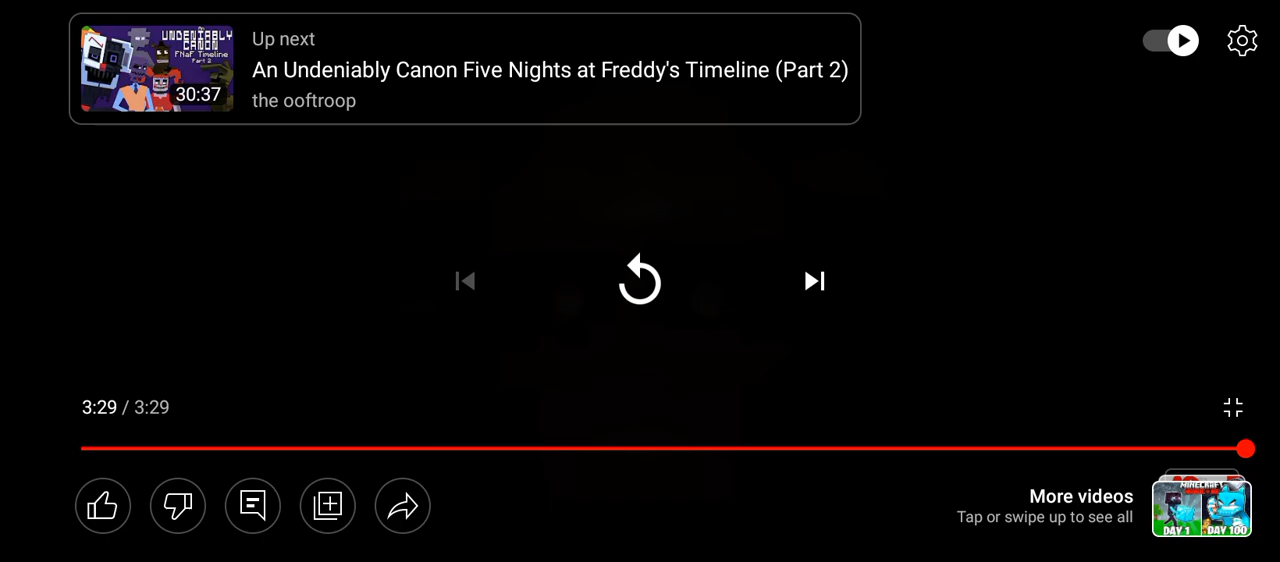 UNDENIABLY
CANON
FNaF Timeline
Part 2
30:37
Up next
An Undeniably Canon Five Nights at Freddy's Timeline (Part 2)
the ooftroop
3:29 / 3:29
More videos
Tap or swipe up to see all
MINECRAFT
DAY 1
DAY 100